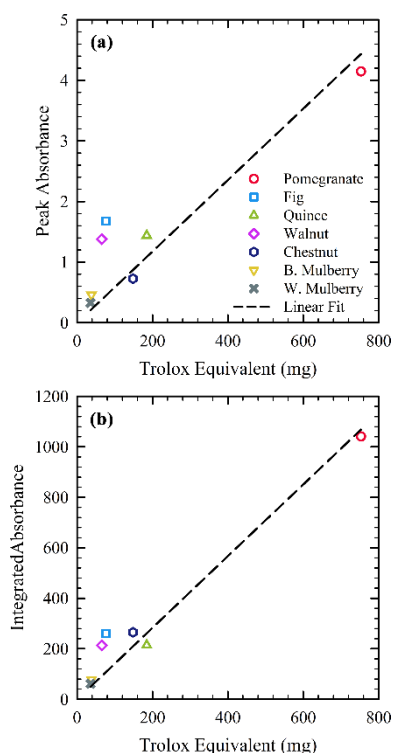 (a)
5
4
3
2
1
0
Peak Absorbance
Pomegranate
Fig
Quince
Walnut
Chestnut
B. Mulberry
W. Mulberry
Linear Fit
0 200 400 600 800
Trolox Equivalent (mg)
(b)
1200
1000
800
600
400
200
0
IntegratedAbsorbance
0 200 400 600 800
Trolox Equivalent (mg)